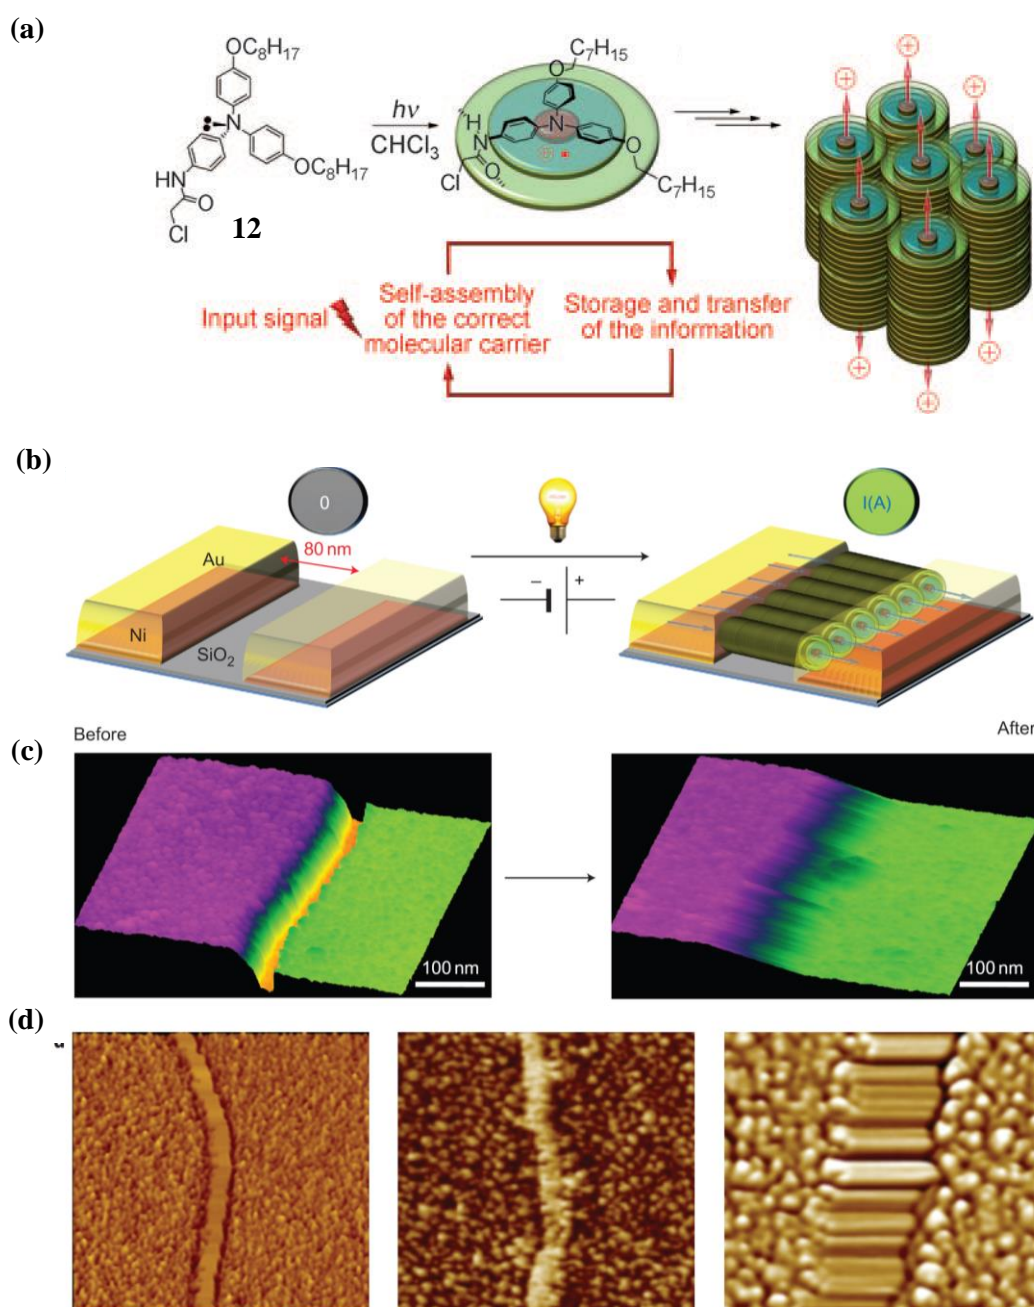 (a)
OC₈H₁₇
N
OC₈H₁₇
HN
O
Cl
12
hν
CHCl₃
C₇H₁₅
O
N
H
N
O
Cl
O
C₇H₁₅
+
+
+
+
+
+
+
+
Input signal
Self-assembly
of the correct
molecular carrier
Storage and transfer
of the information
(b)
0
I(A)
80 nm
Au
Ni
SiO₂
– +
Before
After
(c)
100 nm
100 nm
(d)